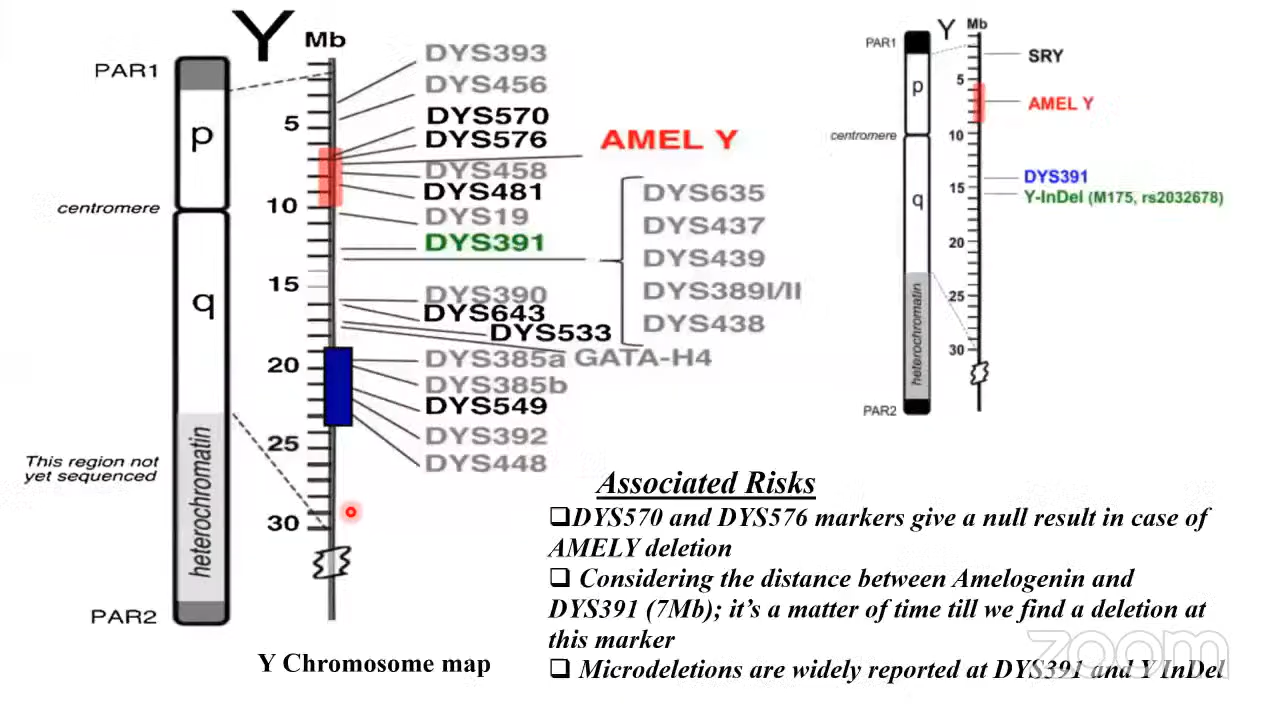 Y
Mb
PAR1
p
centromere
q
heterochromatin
This region not
yet sequenced
PAR2
5
10
15
20
25
30
DYS393
DYS456
DYS570
DYS576
AMEL Y
DYS458
DYS481
DYS19
DYS391
DYS635
DYS437
DYS439
DYS389I/II
DYS438
DYS390
DYS643
DYS533
DYS385a GATA-H4
DYS385b
DYS549
DYS392
DYS448
Y Chromosome map
Y
Mb
PAR1
p
centromere
q
heterochromatin
PAR2
5
10
15
20
25
30
SRY
AMEL Y
DYS391
Y-InDel (M175, rs2032678)
Associated Risks
❑DYS570 and DYS576 markers give a null result in case of
AMELY deletion
❑ Considering the distance between Amelogenin and
DYS391 (7Mb); it’s a matter of time till we find a deletion at
this marker
❑ Microdeletions are widely reported at DYS391 and Y InDel
zoom